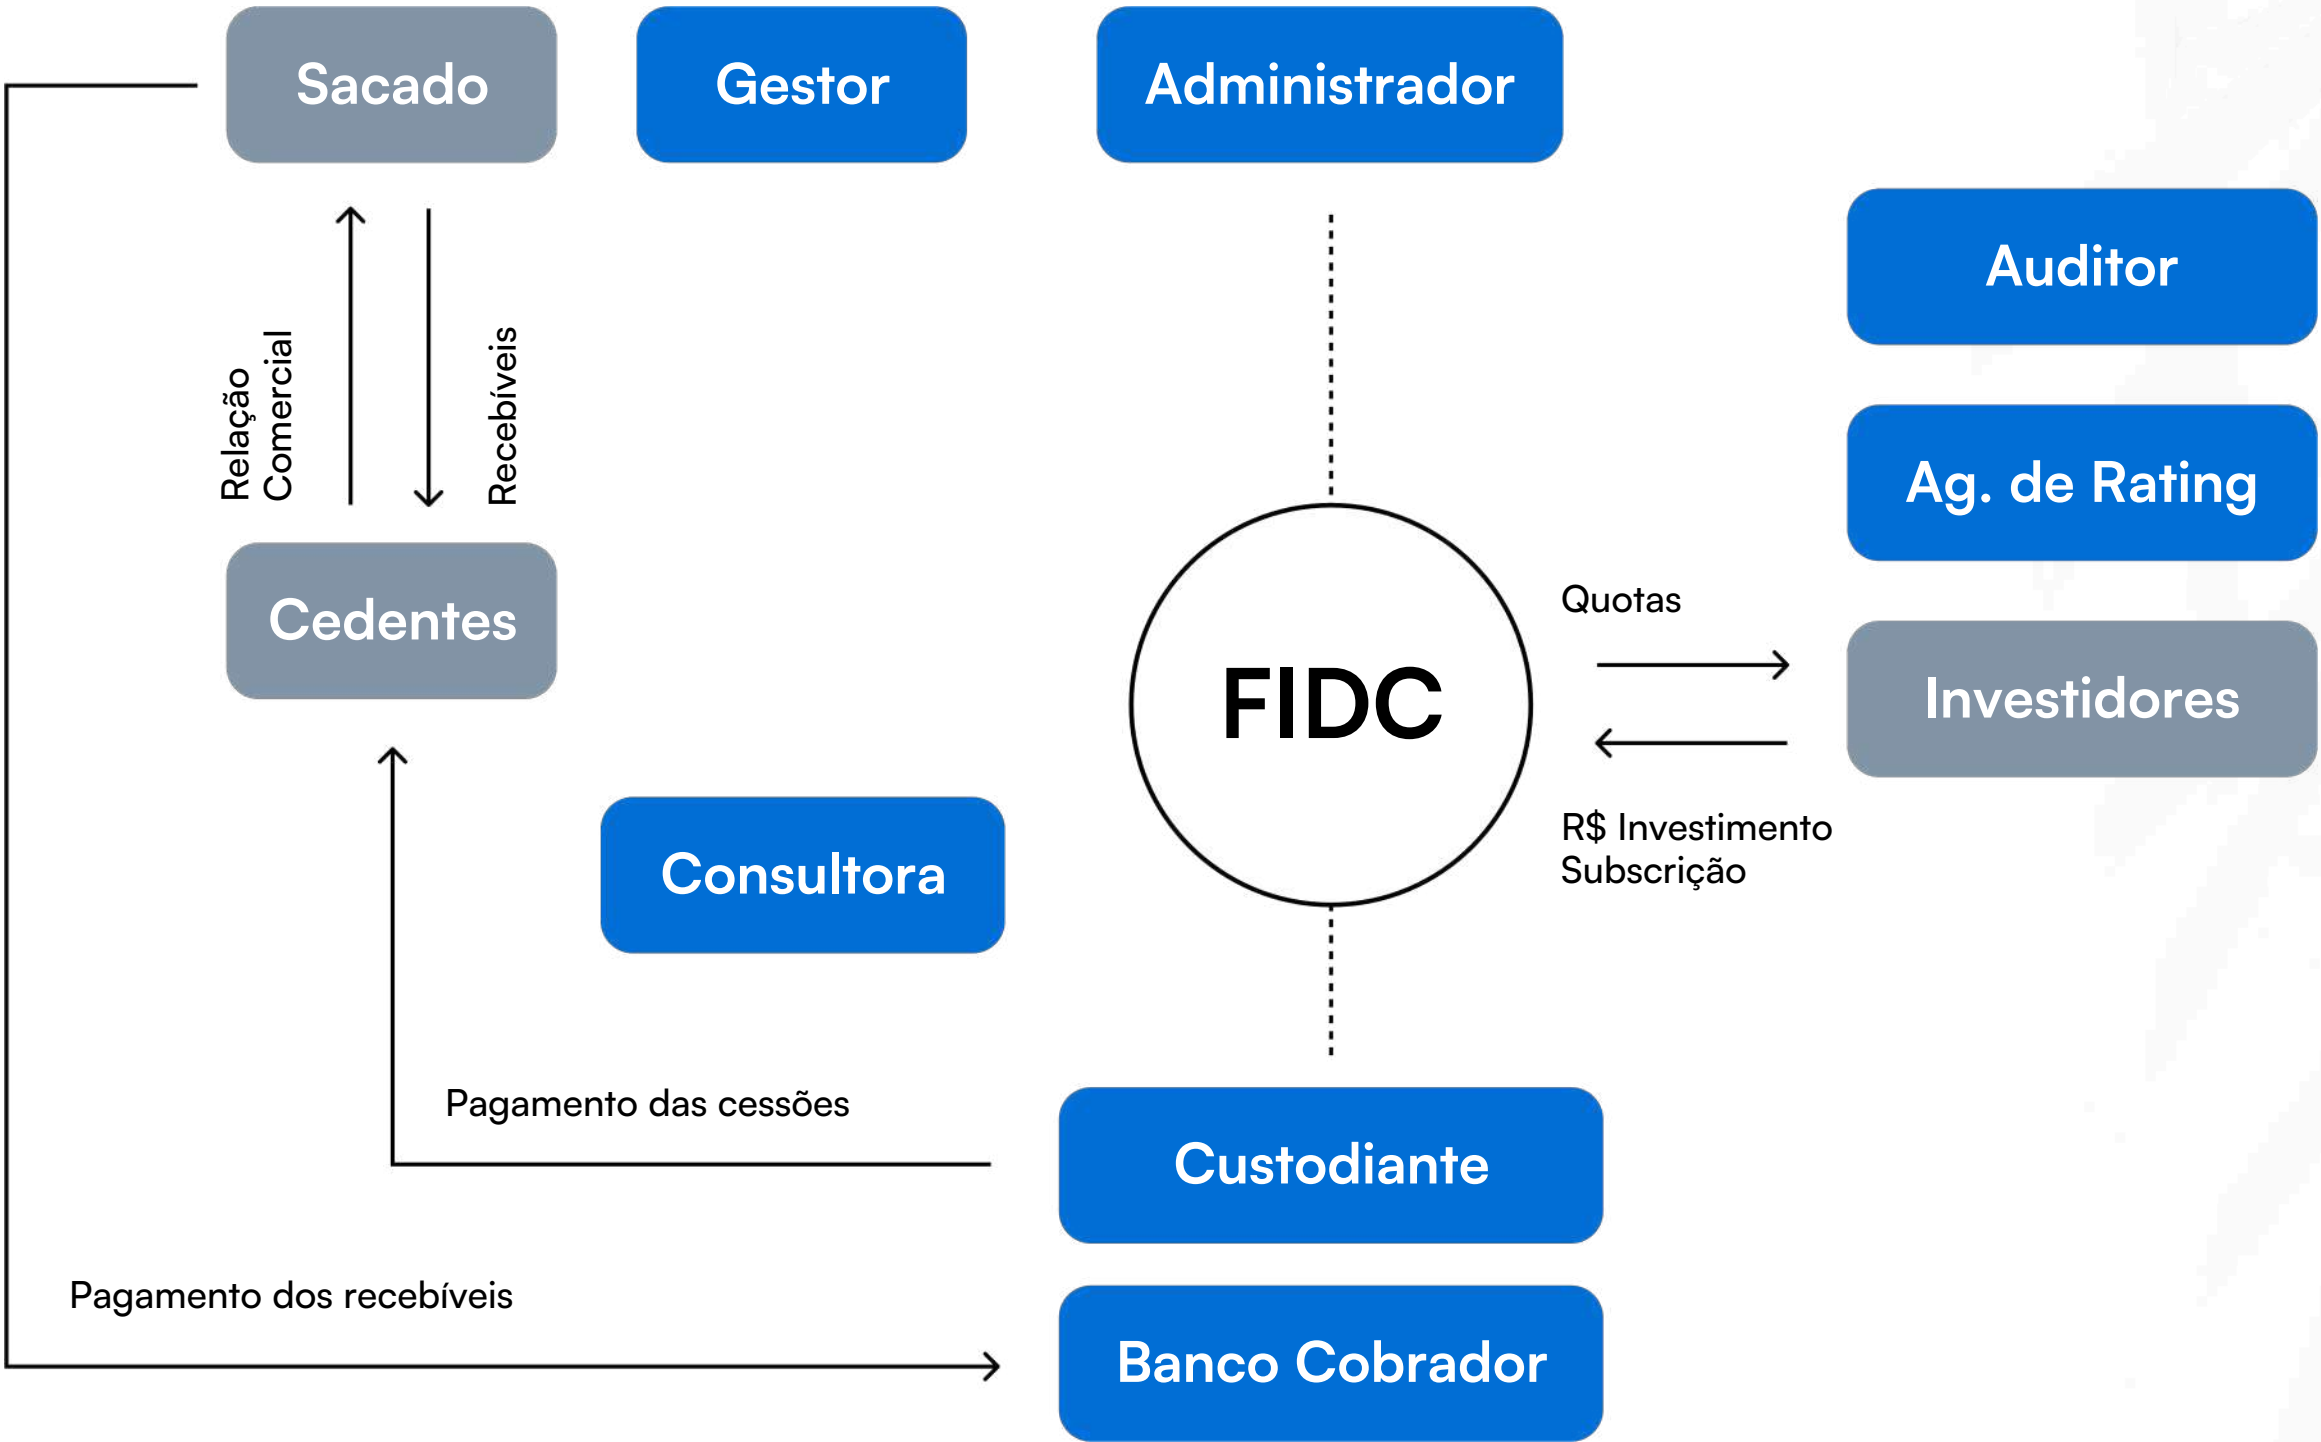 Sacado
Gestor
Administrador
Auditor
Relação
Comercial
Recebíveis
Ag. de Rating
Cedentes
Quotas
FIDC
Investidores
R$ Investimento
Subscrição
Consultora
Pagamento das cessões
Custodiante
Pagamento dos recebíveis
Banco Cobrador